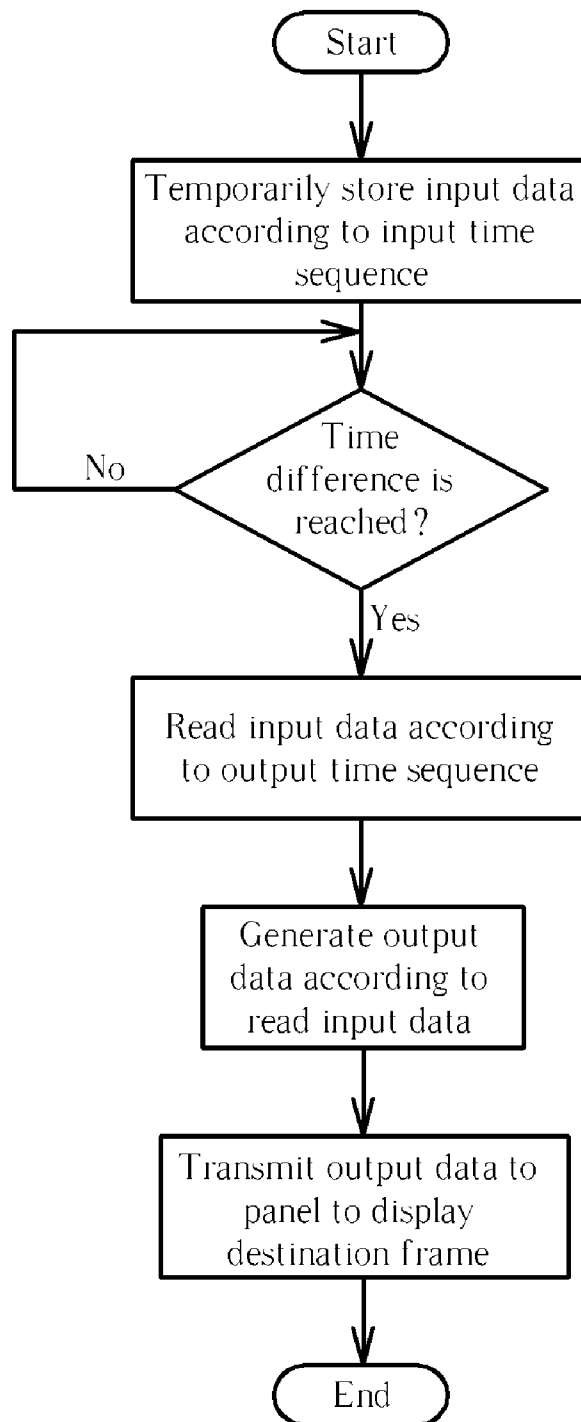 Start
Temporarily store input data
according to input time
sequence
Time
difference is
reached?
No
Yes
Read input data according
to output time sequence
Generate output
data according to
read input data
Transmit output data to
panel to display
destination frame
End